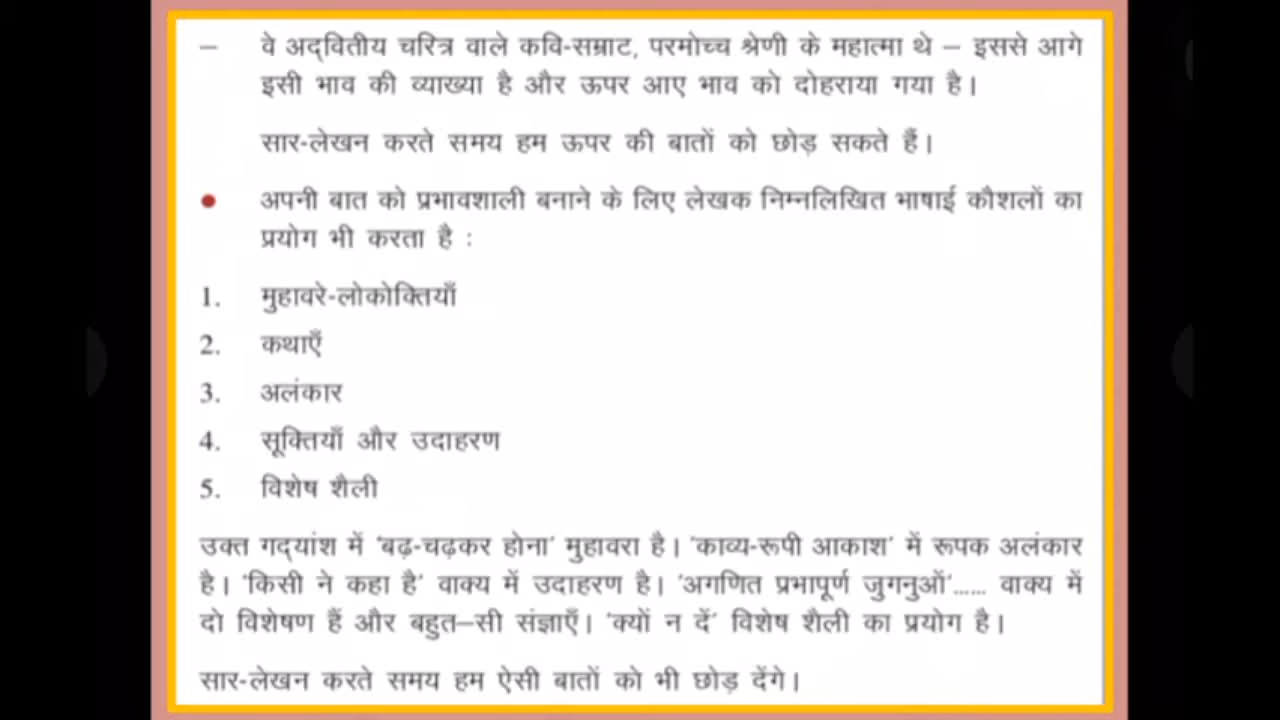 – वे अद्वितीय चरित्र वाले कवि-सम्राट, परमोच्च श्रेणी के महात्मा थे – इससे आगे
इसी भाव की व्याख्या है और ऊपर आए भाव को दोहराया गया है।
सार-लेखन करते समय हम ऊपर की बातों को छोड़ सकते हैं।
• अपनी बात को प्रभावशाली बनाने के लिए लेखक निम्नलिखित भाषाई कौशलों का
प्रयोग भी करता है :
1. मुहावरे-लोकोक्तियाँ
2. कथाएँ
3. अलंकार
4. सूक्तियाँ और उदाहरण
5. विशेष शैली
उक्त गद्यांश में 'बढ़-चढ़कर होना' मुहावरा है। 'काव्य-रूपी आकाश' में रूपक अलंकार
है। 'किसी ने कहा है' वाक्य में उदाहरण है। 'अगणित प्रभापूर्ण जुगनुओं'...... वाक्य में
दो विशेषण हैं और बहुत–सी संज्ञाएँ। 'क्यों न दें' विशेष शैली का प्रयोग है।
सार-लेखन करते समय हम ऐसी बातों को भी छोड़ देंगे।